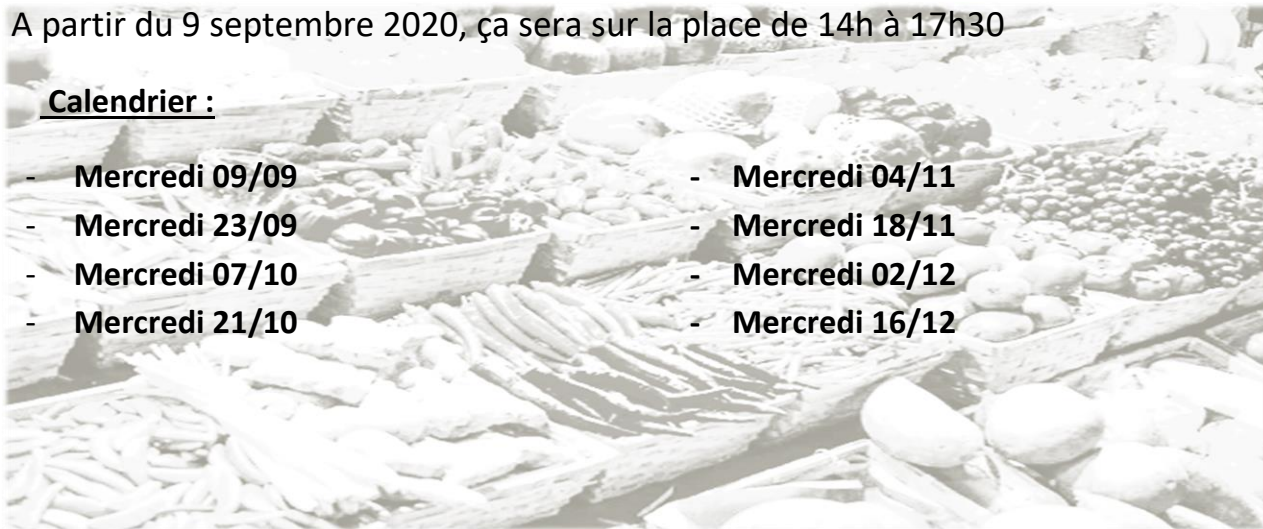 A partir du 9 septembre 2020, ça sera sur la place de 14h à 17h30
Calendrier :
- Mercredi 09/09
- Mercredi 23/09
- Mercredi 07/10
- Mercredi 21/10
- Mercredi 04/11
- Mercredi 18/11
- Mercredi 02/12
- Mercredi 16/12